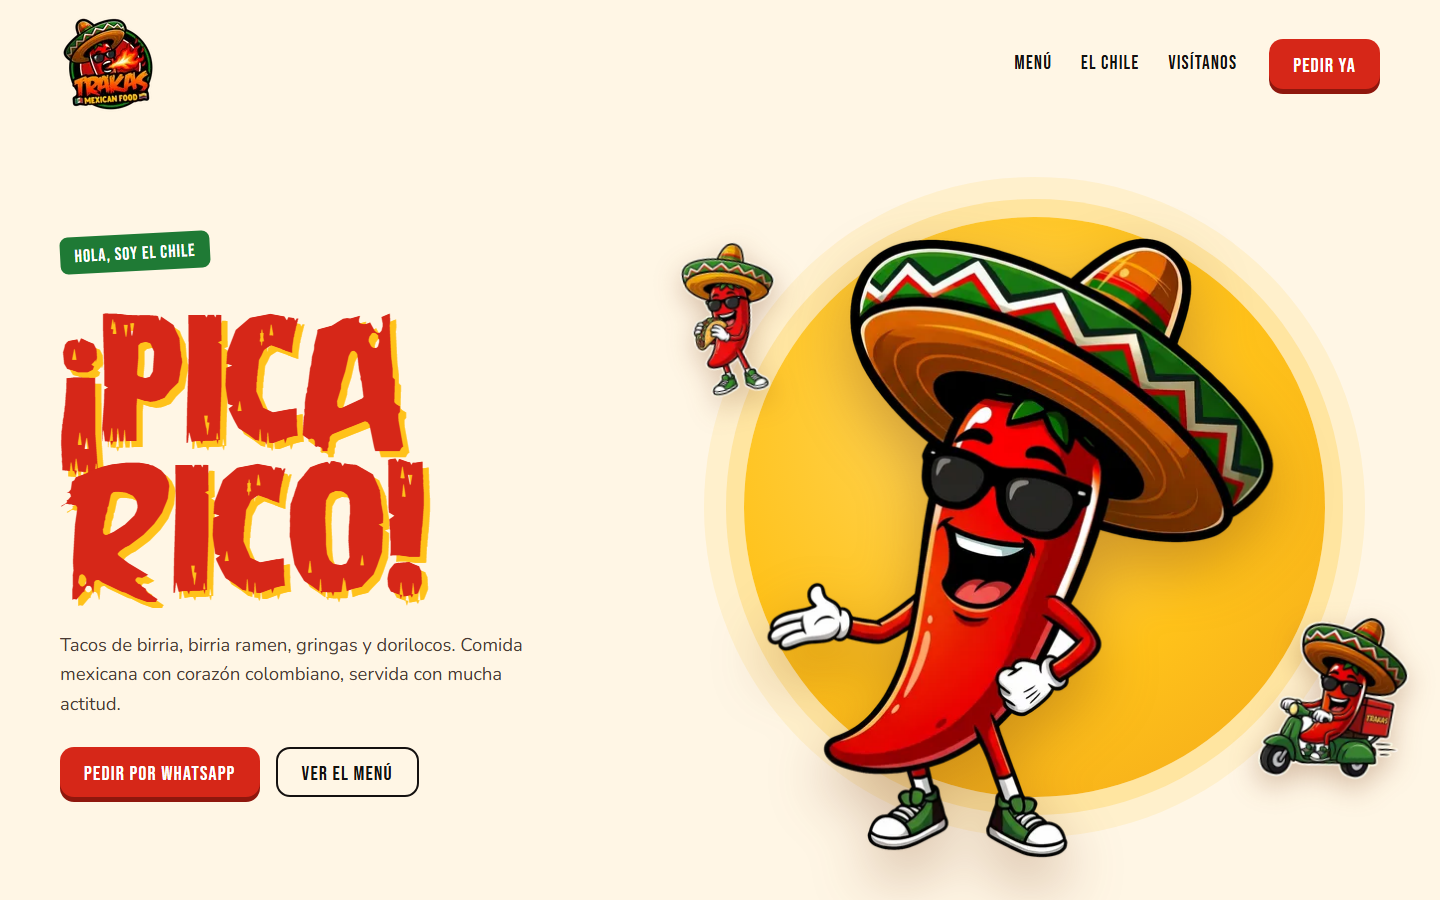 TRAKAS
MEXICAN FOOD
MENÚ
EL CHILE
VISÍTANOS
PEDIR YA
HOLA, SOY EL CHILE
¡PICA
RICO!
Tacos de birria, birria ramen, gringas y dorilocos. Comida
mexicana con corazón colombiano, servida con mucha
actitud.
PEDIR POR WHATSAPP
VER EL MENÚ
TRAKAS